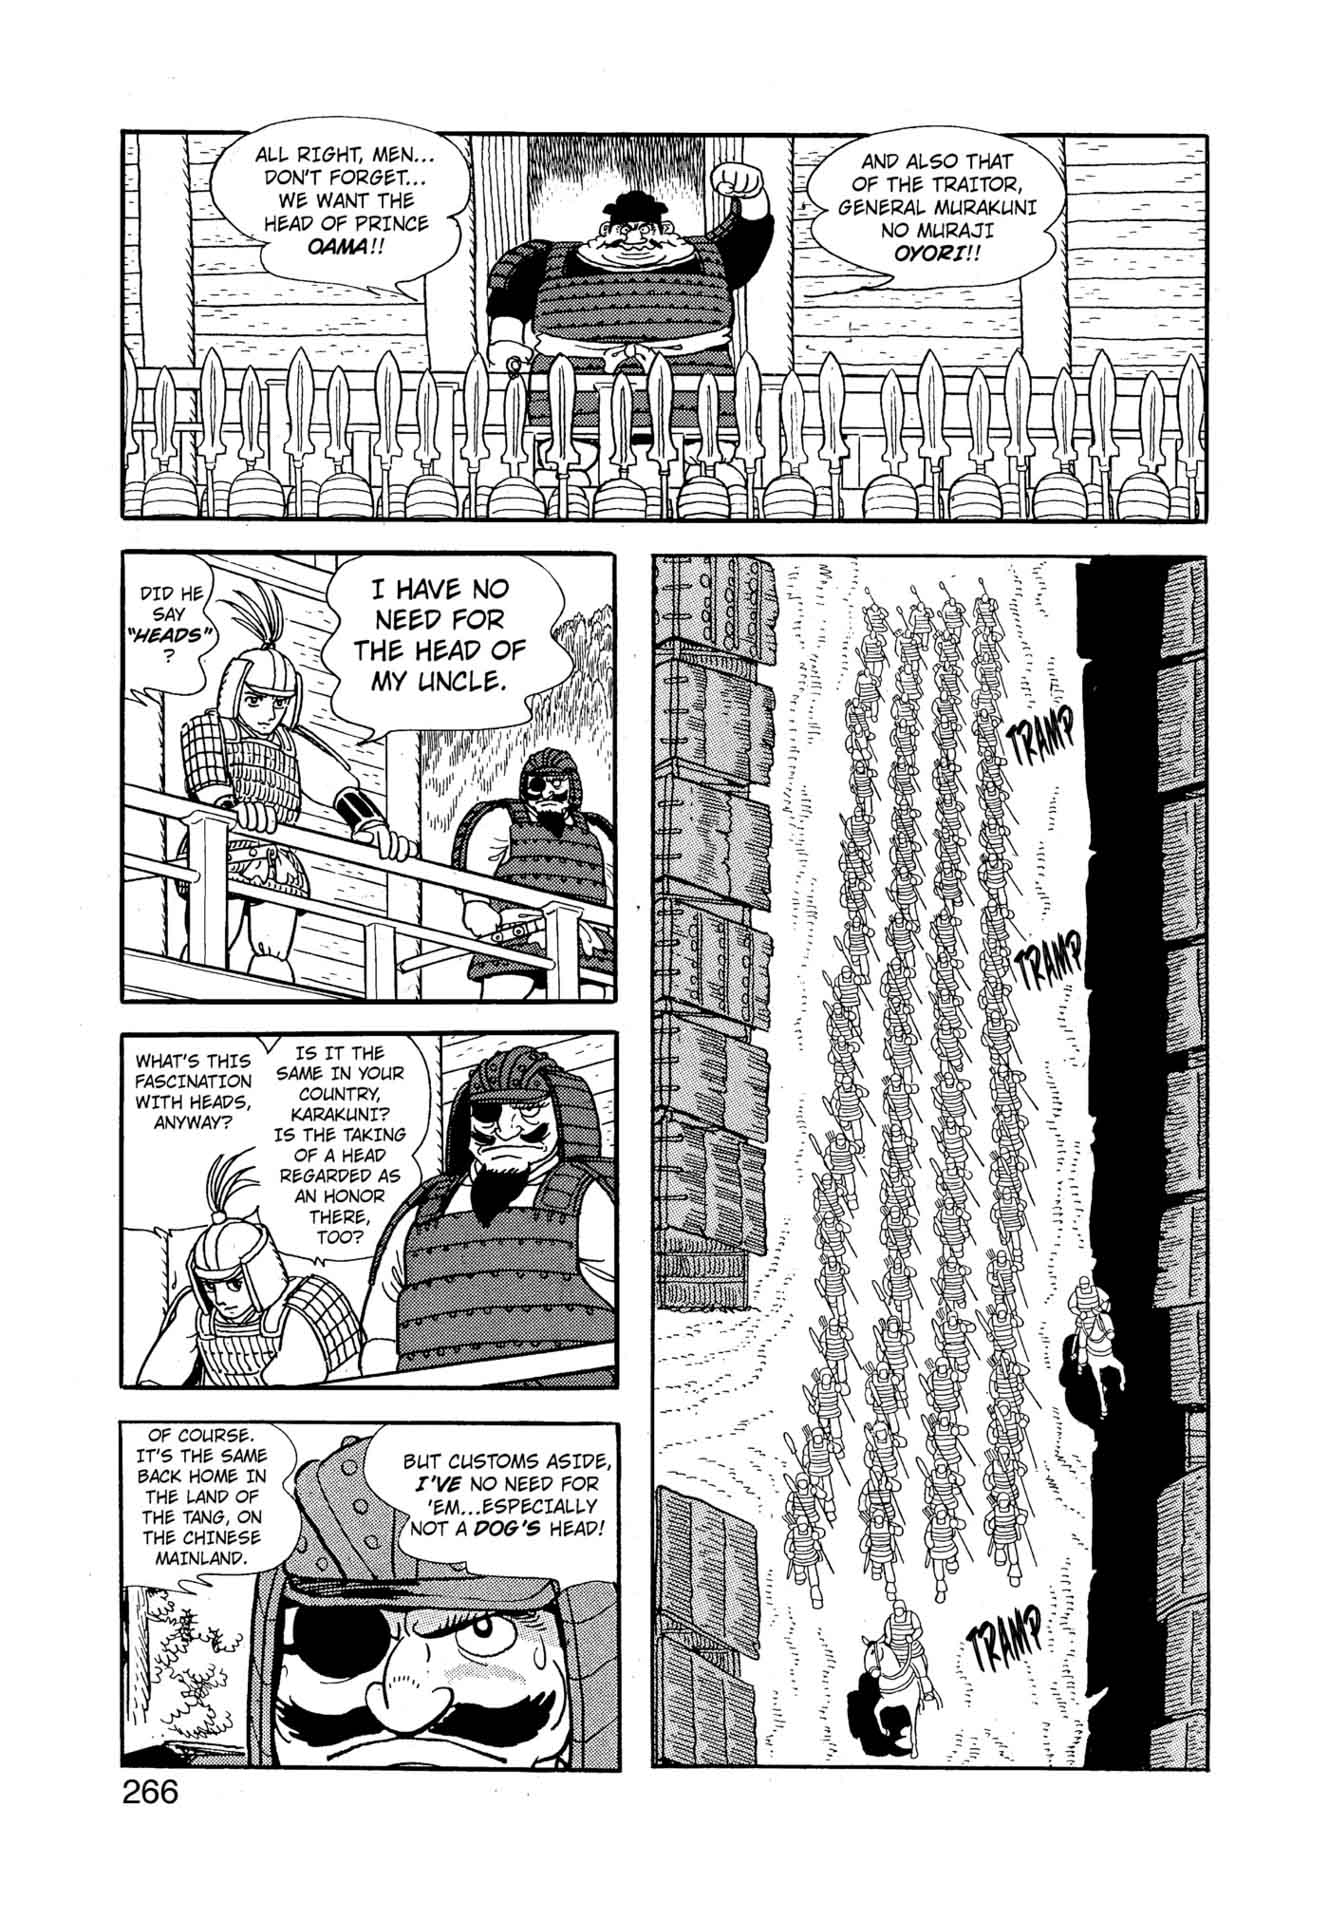 ALL RIGHT, MEN...
DON'T FORGET...
WE WANT THE
HEAD OF PRINCE
OAMA!!
AND ALSO THAT
OF THE TRAITOR,
GENERAL MURAKUNI
NO MURAJI
OYORI!!
DID HE
SAY
"HEADS"
?
I HAVE NO
NEED FOR
THE HEAD OF
MY UNCLE.
WHAT'S THIS
FASCINATION
WITH HEADS,
ANYWAY?
IS IT THE
SAME IN YOUR
COUNTRY,
KARAKUNI?
IS THE TAKING
OF A HEAD
REGARDED AS
AN HONOR
THERE,
TOO?
OF COURSE.
IT'S THE SAME
BACK HOME IN
THE LAND OF
THE TANG, ON
THE CHINESE
MAINLAND.
BUT CUSTOMS ASIDE,
I'VE NO NEED FOR
'EM...ESPECIALLY
NOT A DOG'S HEAD!
TRAMP
TRAMP
TRAMP
266